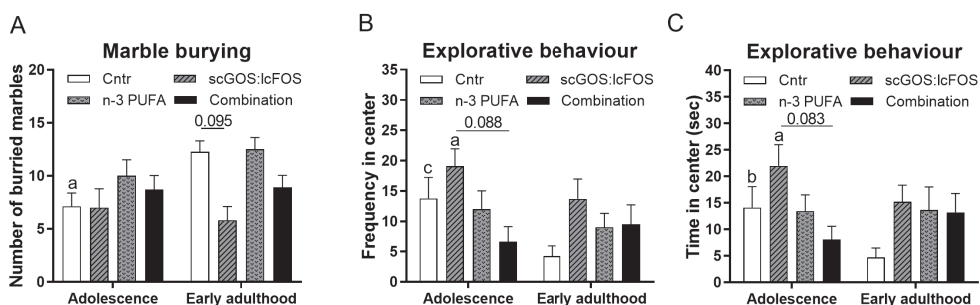 A
Marble burying
Number of burried marbles
20
15
10
5
0
Cntr
scGOS:lcFOS
n-3 PUFA
Combination
0.095
a
Adolescence
Early adulthood
B
Explorative behaviour
Frequency in center
35
30
25
20
15
10
5
0
Cntr
scGOS:lcFOS
n-3 PUFA
Combination
0.088
c
a
Adolescence
Early adulthood
C
Explorative behaviour
Time in center (sec)
40
35
30
25
20
15
10
5
0
Cntr
scGOS:lcFOS
n-3 PUFA
Combination
0.083
b
a
Adolescence
Early adulthood